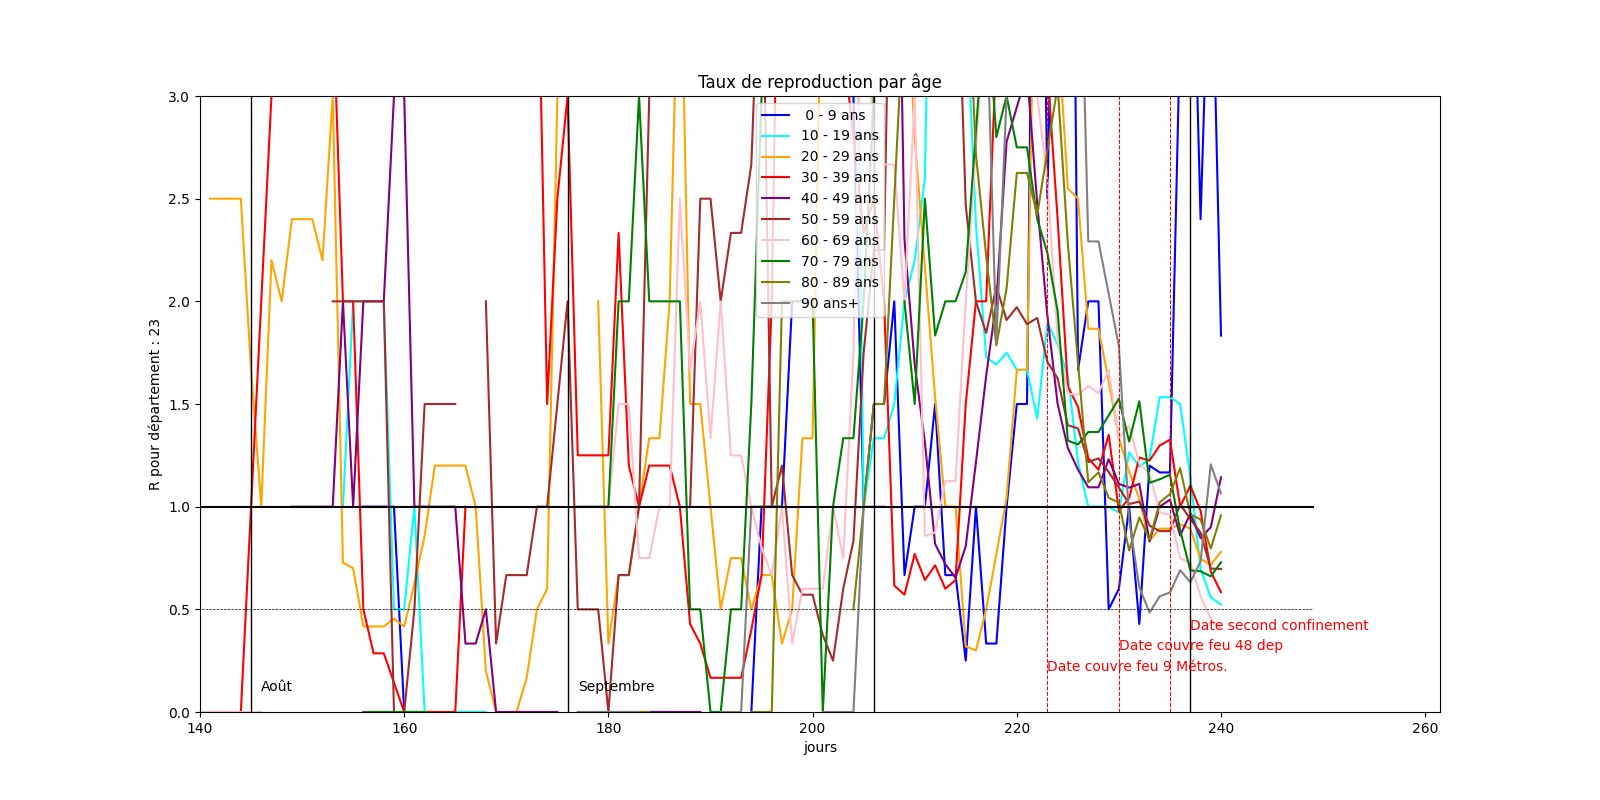 Taux de reproduction par âge
R pour département : 23
3.0
2.5
2.0
1.5
1.0
0.5
0.0
0 - 9 ans
10 - 19 ans
20 - 29 ans
30 - 39 ans
40 - 49 ans
50 - 59 ans
60 - 69 ans
70 - 79 ans
80 - 89 ans
90 ans+
Date second confinement
Date couvre feu 48 dep
Date couvre feu 9 Métros.
Août
Septembre
140
160
180
200
220
240
260
jours